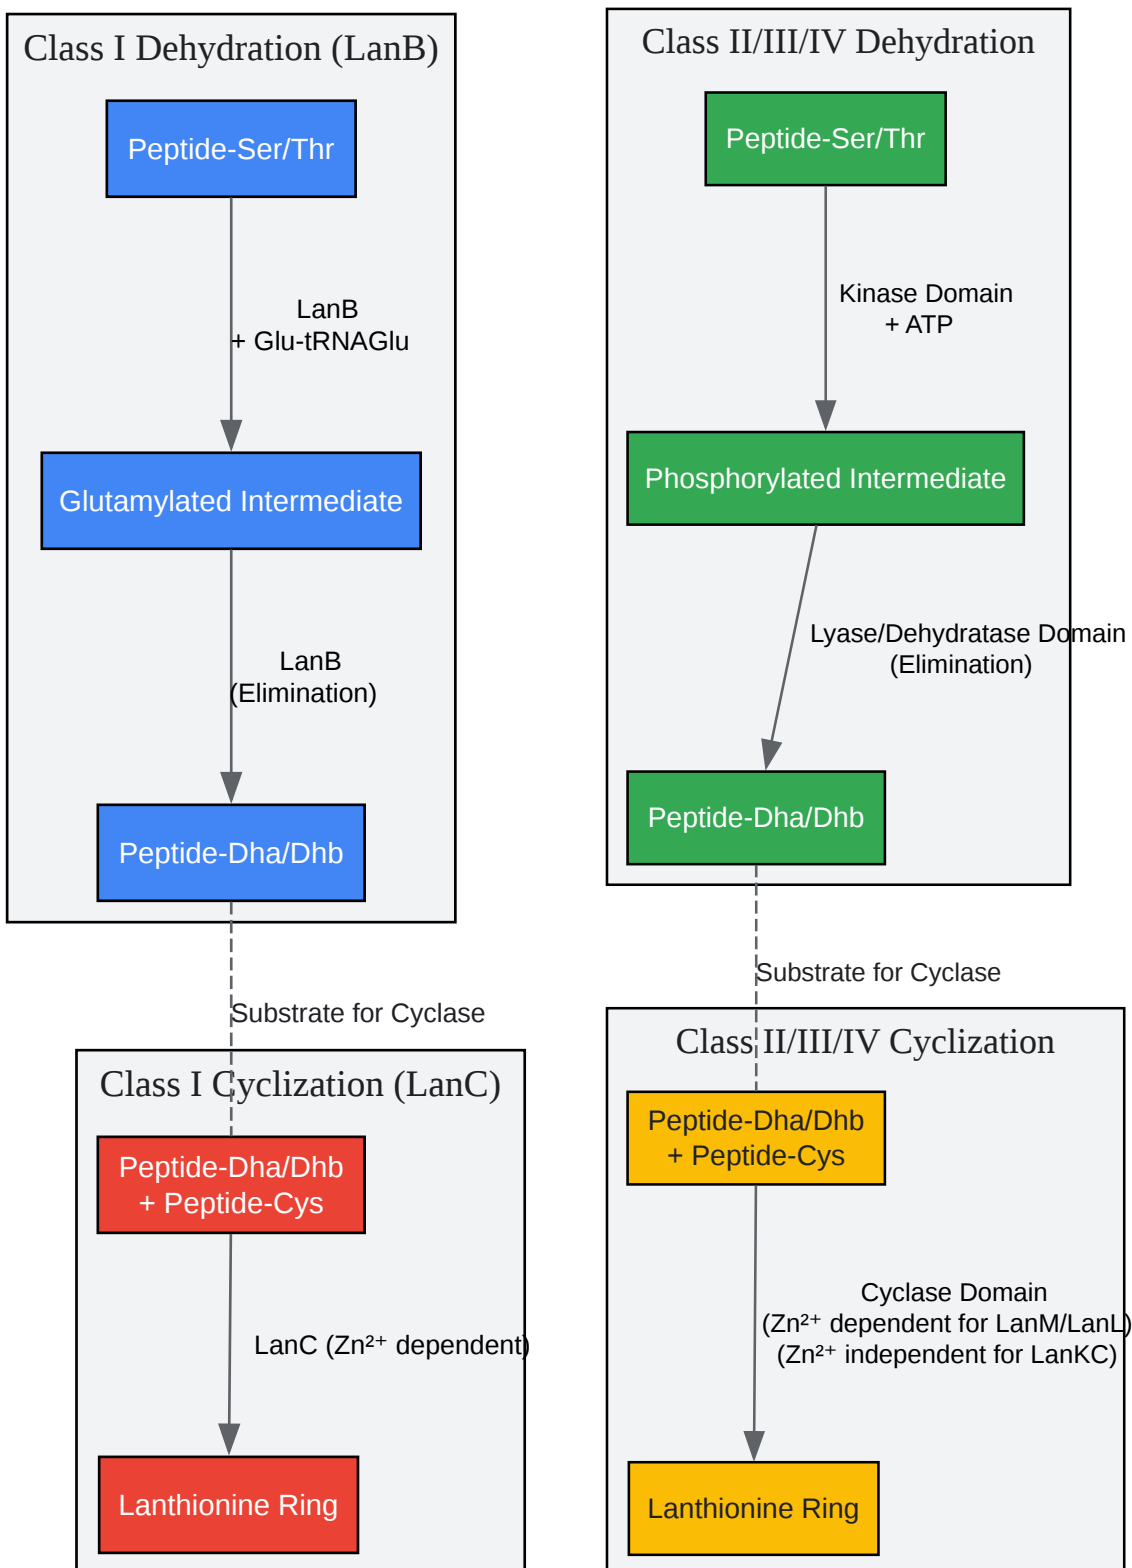 Class I Dehydration (LanB)
Peptide-Ser/Thr
LanB
+ Glu-tRNAGlu
Glutamylated Intermediate
LanB
(Elimination)
Peptide-Dha/Dhb
Substrate for Cyclase
Class I Cyclization (LanC)
Peptide-Dha/Dhb
+ Peptide-Cys
LanC (Zn²⁺ dependent)
Lanthionine Ring
Class II/III/IV Dehydration
Peptide-Ser/Thr
Kinase Domain
+ ATP
Phosphorylated Intermediate
Lyase/Dehydratase Domain
(Elimination)
Peptide-Dha/Dhb
Substrate for Cyclase
Class II/III/IV Cyclization
Peptide-Dha/Dhb
+ Peptide-Cys
Cyclase Domain
(Zn²⁺ dependent for LanM/LanL)
(Zn²⁺ independent for LanKC)
Lanthionine Ring